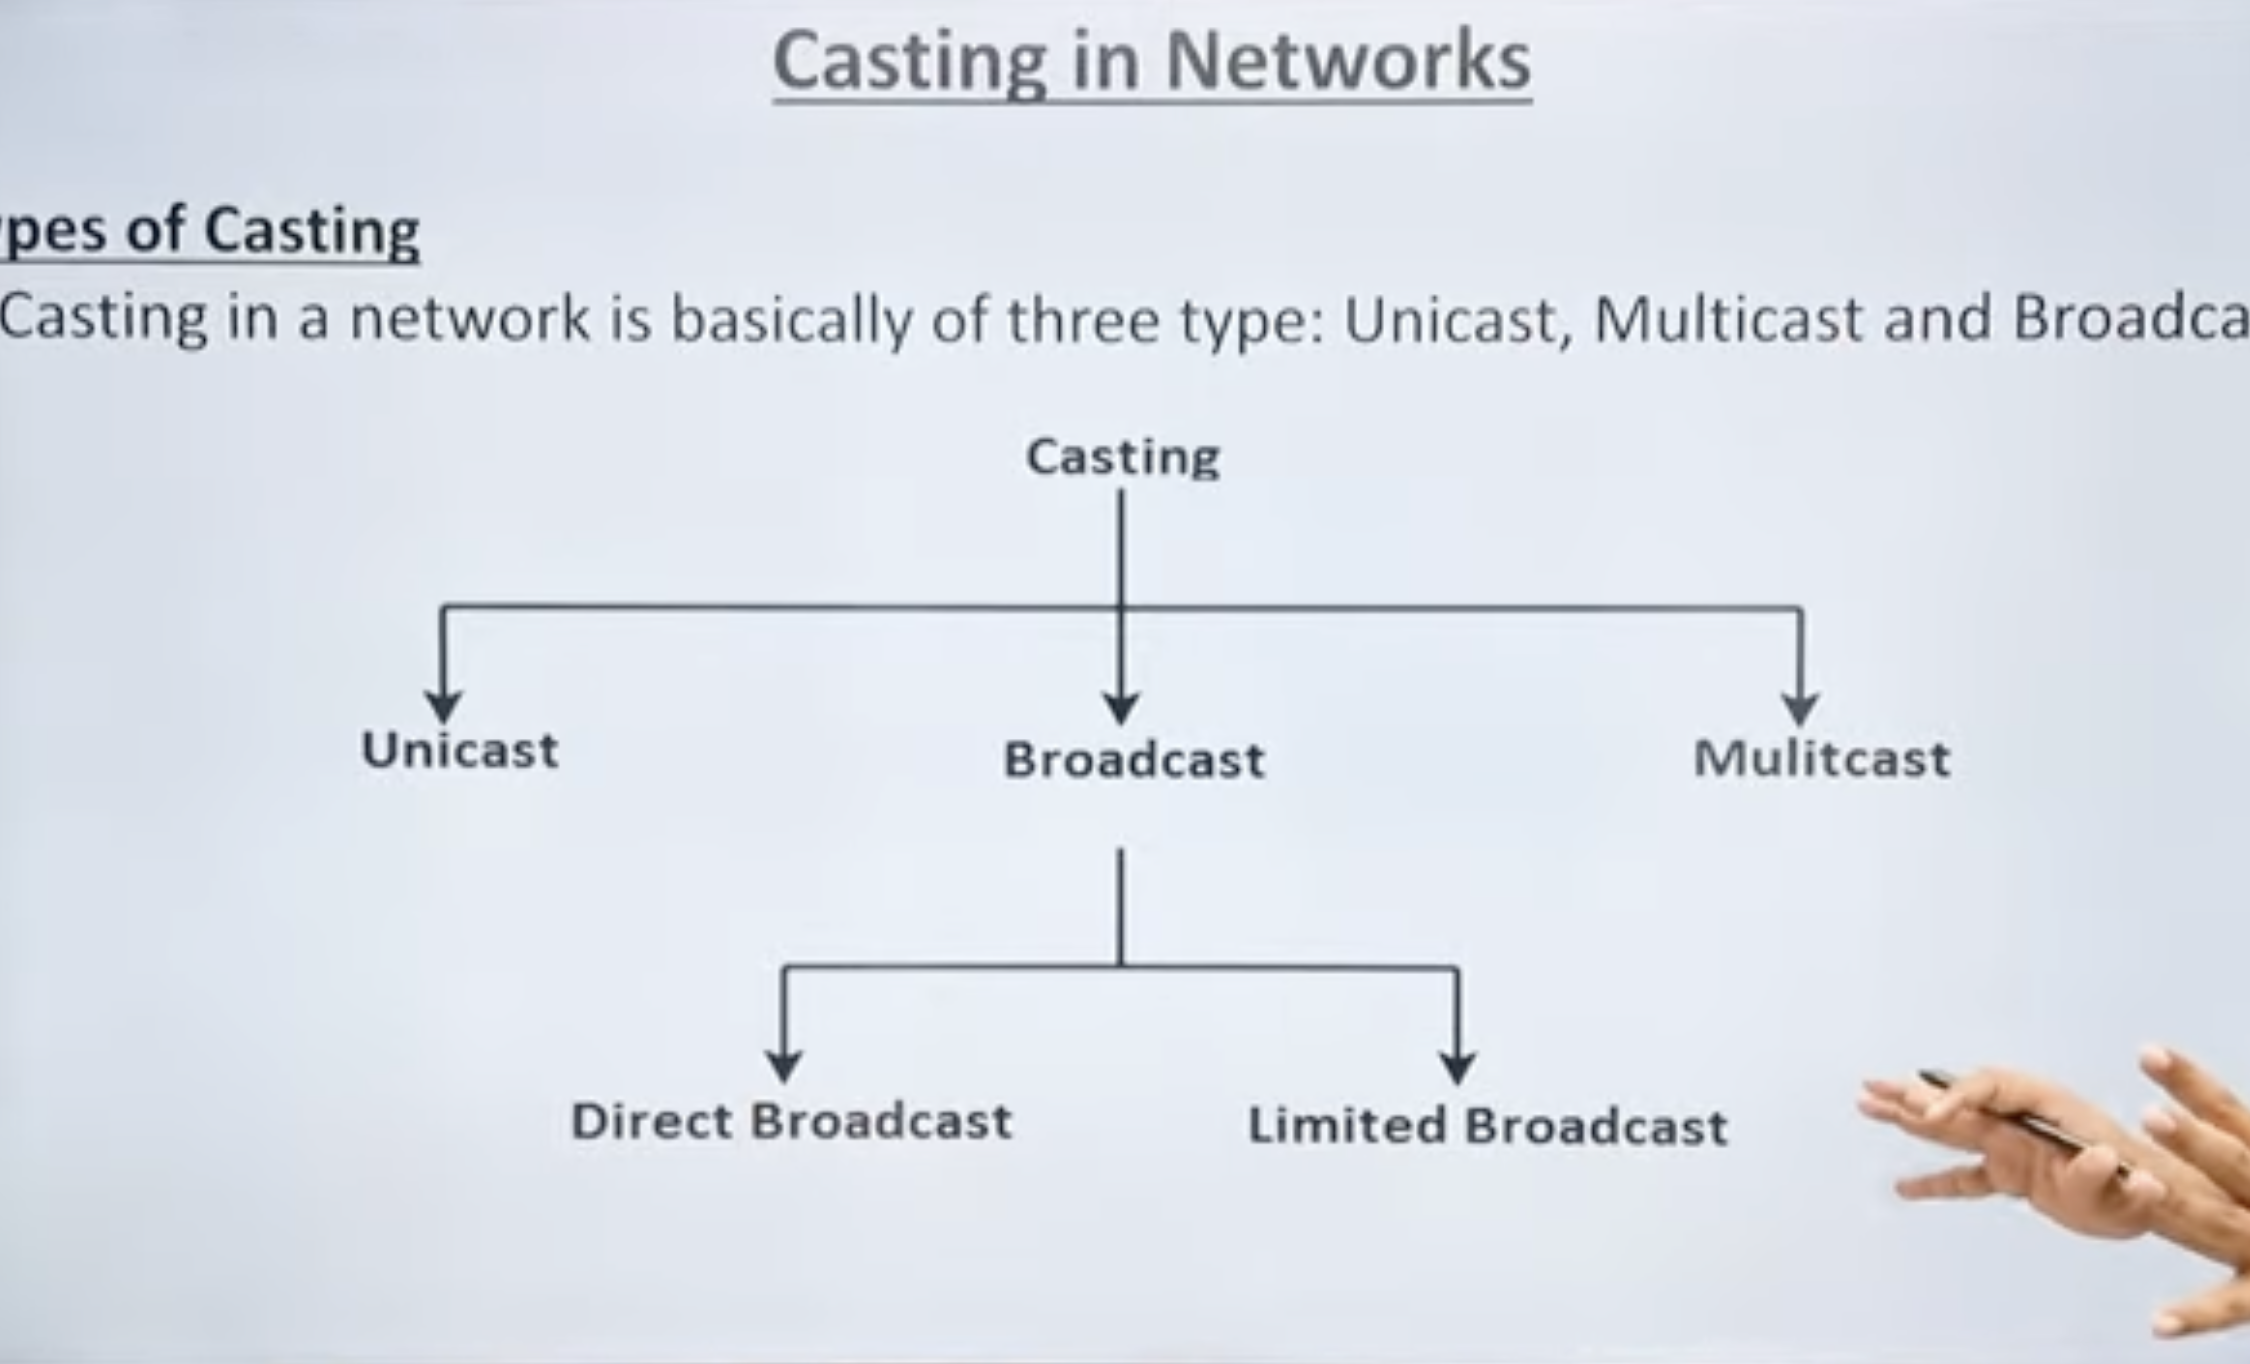 Casting in Networks
ypes of Casting
Casting in a network is basically of three type: Unicast, Multicast and Broadca
Casting
Unicast
Broadcast
Mulitcast
Direct Broadcast
Limited Broadcast